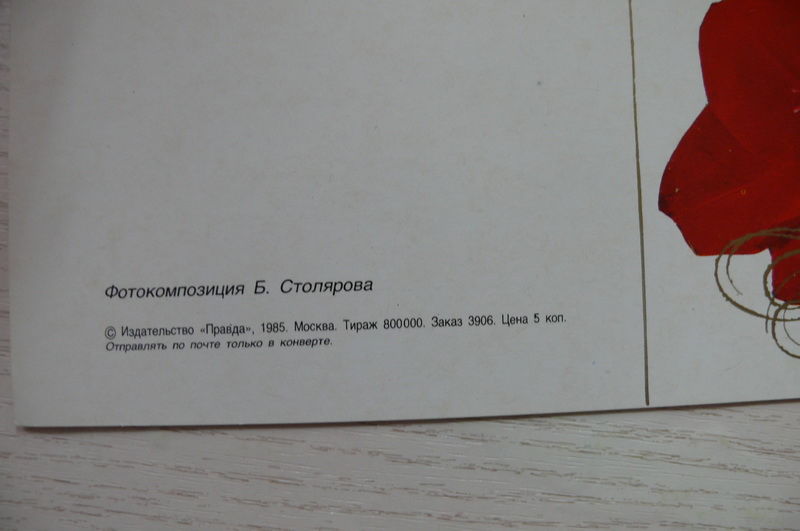 Фотокомпозиция Б. Столярова
© Издательство «Правда», 1985. Москва. Тираж 800000. Заказ 3906. Цена 5 коп.
Отправлять по почте только в конверте.